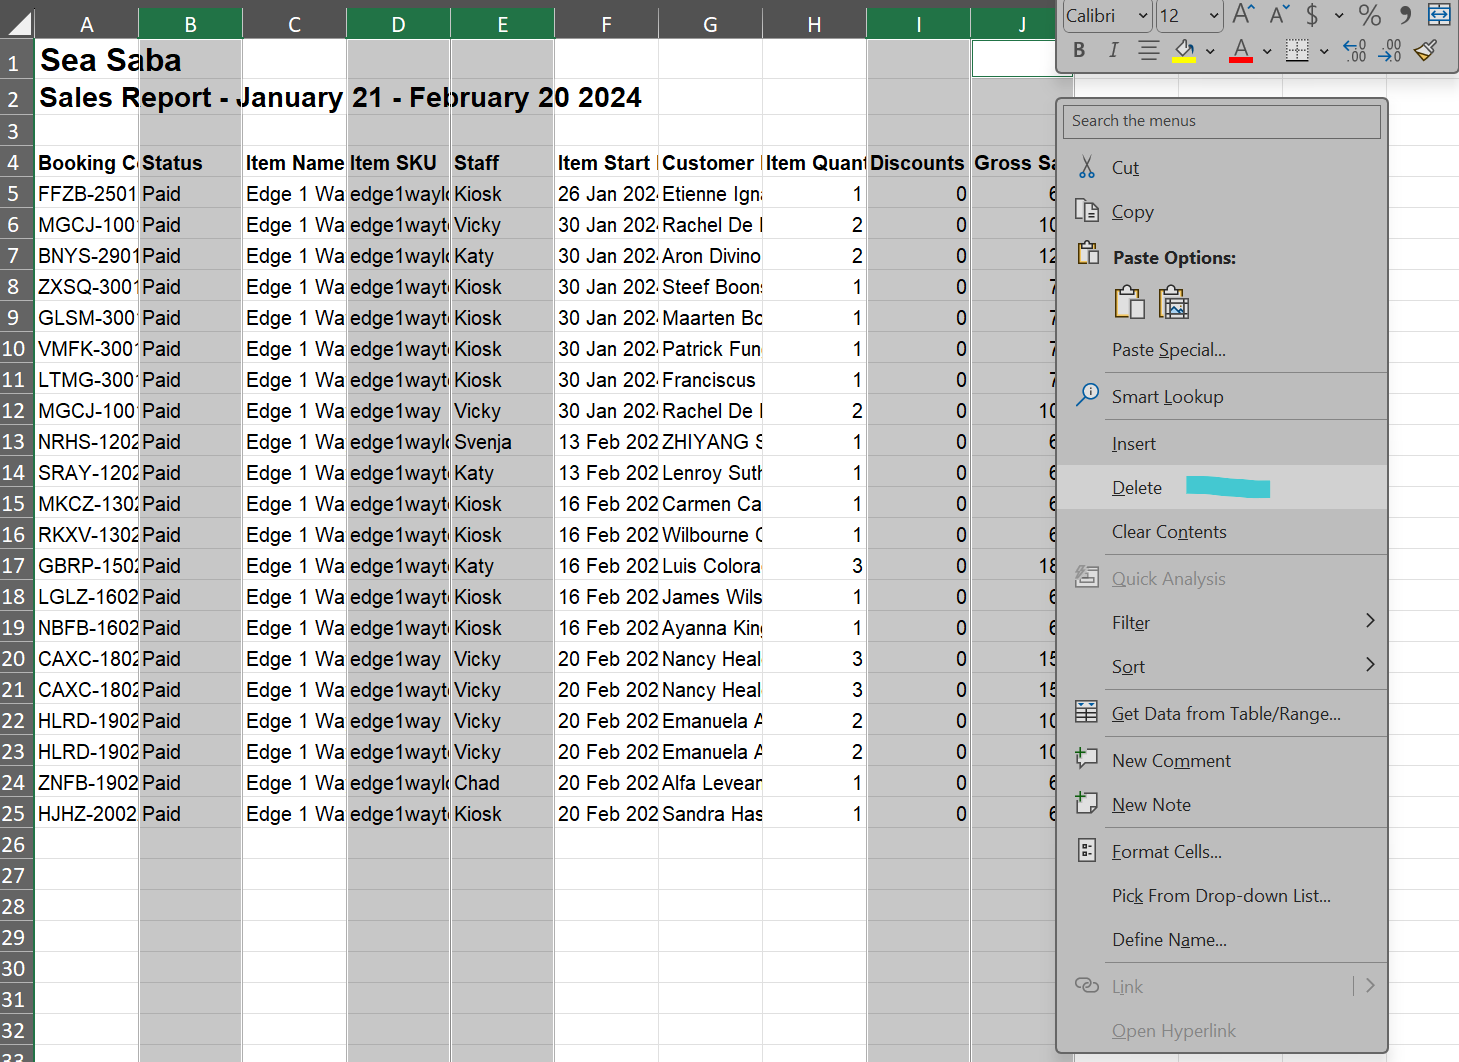 Calibri 12 A^ A˅ $ % 9
B I A ←0 .00 .00 →0
A B C D E F G H I J
1 Sea Saba
2 Sales Report - January 21 - February 20 2024
3
4 Booking C Status Item Name Item SKU Staff Item Start Customer Item Quant Discounts Gross Sa
5 FFZB-2501 Paid Edge 1 Wa edge1waylo Kiosk 26 Jan 202 Etienne Ign 1 0 6
6 MGCJ-100 Paid Edge 1 Wa edge1wayt Vicky 30 Jan 202 Rachel De 2 0 10
7 BNYS-2901 Paid Edge 1 Wa edge1waylo Katy 30 Jan 202 Aron Divino 2 0 12
8 ZXSQ-3001 Paid Edge 1 Wa edge1wayt Kiosk 30 Jan 202 Steef Boon 1 0 7
9 GLSM-300 Paid Edge 1 Wa edge1wayt Kiosk 30 Jan 202 Maarten Bo 1 0 7
10 VMFK-3001 Paid Edge 1 Wa edge1wayt Kiosk 30 Jan 202 Patrick Fun 1 0 7
11 LTMG-300 Paid Edge 1 Wa edge1wayt Kiosk 30 Jan 202 Franciscus 1 0 7
12 MGCJ-100 Paid Edge 1 Wa edge1way Vicky 30 Jan 202 Rachel De 2 0 10
13 NRHS-1202 Paid Edge 1 Wa edge1waylo Svenja 13 Feb 202 ZHIYANG S 1 0 6
14 SRAY-1202 Paid Edge 1 Wa edge1wayt Katy 13 Feb 202 Lenroy Suth 1 0 6
15 MKCZ-1302 Paid Edge 1 Wa edge1wayt Kiosk 16 Feb 202 Carmen Ca 1 0 6
16 RKXV-1302 Paid Edge 1 Wa edge1wayt Kiosk 16 Feb 202 Wilbourne C 1 0 6
17 GBRP-1502 Paid Edge 1 Wa edge1wayt Katy 16 Feb 202 Luis Colora 3 0 18
18 LGLZ-1602 Paid Edge 1 Wa edge1wayt Kiosk 16 Feb 202 James Wils 1 0 6
19 NBFB-1602 Paid Edge 1 Wa edge1wayt Kiosk 16 Feb 202 Ayanna King 1 0 6
20 CAXC-1802 Paid Edge 1 Wa edge1way Vicky 20 Feb 202 Nancy Heal 3 0 15
21 CAXC-1802 Paid Edge 1 Wa edge1wayt Vicky 20 Feb 202 Nancy Heal 3 0 15
22 HLRD-1902 Paid Edge 1 Wa edge1way Vicky 20 Feb 202 Emanuela A 2 0 10
23 HLRD-1902 Paid Edge 1 Wa edge1wayt Vicky 20 Feb 202 Emanuela A 2 0 10
24 ZNFB-1902 Paid Edge 1 Wa edge1waylo Chad 20 Feb 202 Alfa Levear 1 0 6
25 HJHZ-2002 Paid Edge 1 Wa edge1wayt Kiosk 20 Feb 202 Sandra Has 1 0 6
26
27
28
29
30
31
32
33
Search the menus
Cut
Copy
Paste Options:
Paste Special...
Smart Lookup
Insert
Delete
Clear Contents
Quick Analysis
Filter
Sort
Get Data from Table/Range...
New Comment
New Note
Format Cells...
Pick From Drop-down List...
Define Name...
Link
Open Hyperlink